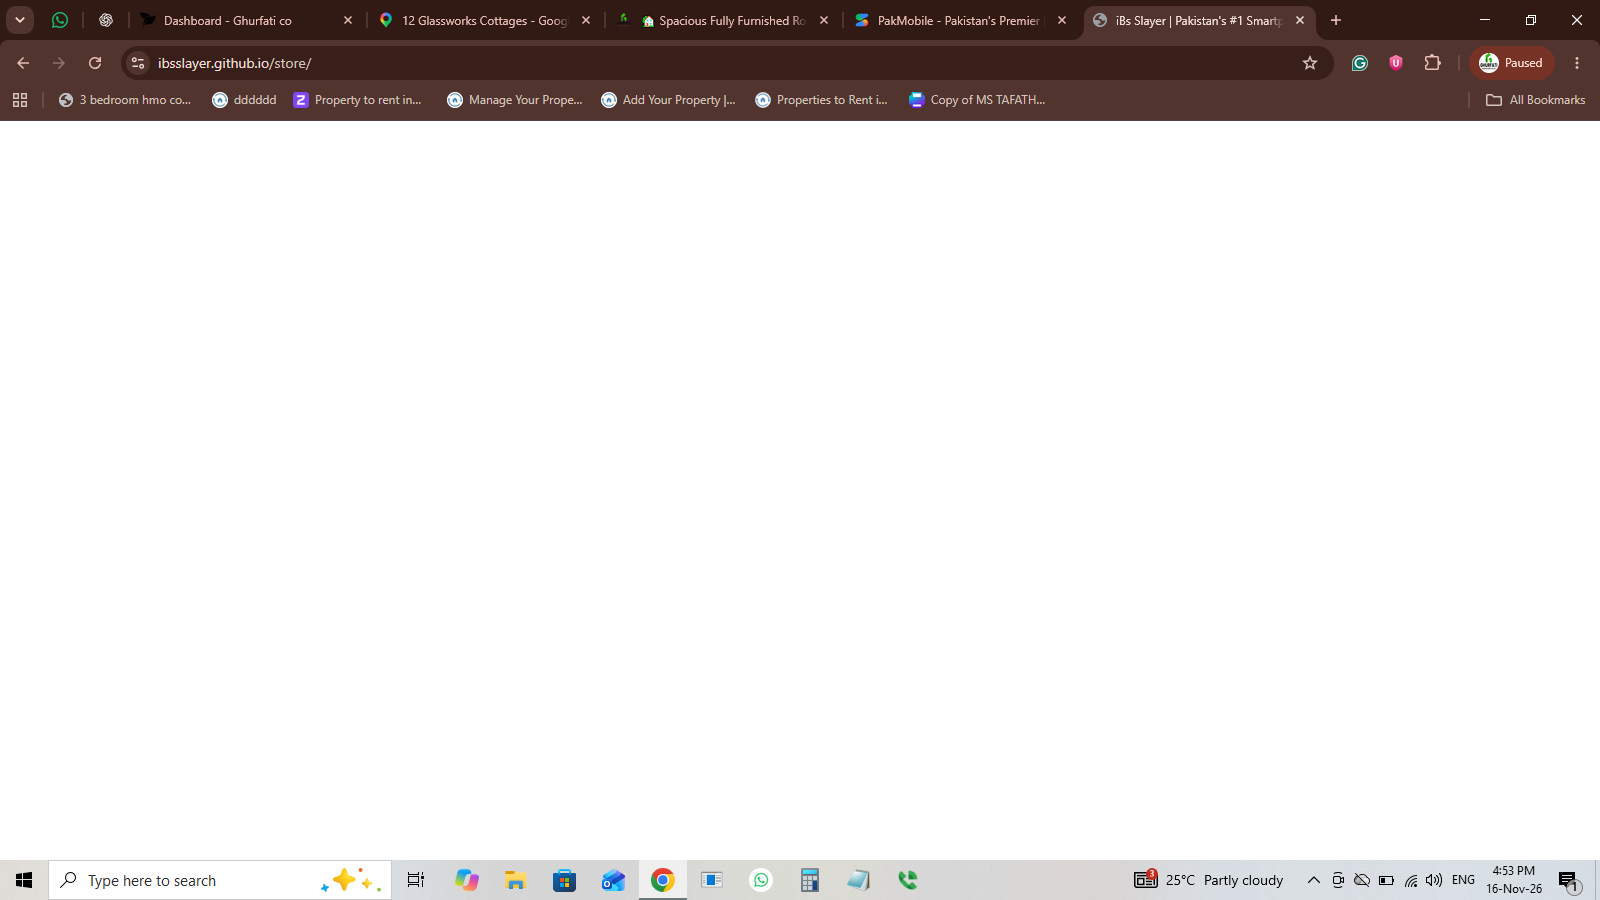 Dashboard - Ghurfati co
12 Glassworks Cottages - Goog
Spacious Fully Furnished Ro
PakMobile - Pakistan's Premier
iBs Slayer | Pakistan's #1 Smartp
ibsslayer.github.io/store/
Paused
3 bedroom hmo co...
dddddd
Property to rent in...
Manage Your Prope...
Add Your Property |...
Properties to Rent i...
Copy of MS TAFATH...
All Bookmarks
Type here to search
3
25°C Partly cloudy
ENG
4:53 PM
16-Nov-26
1